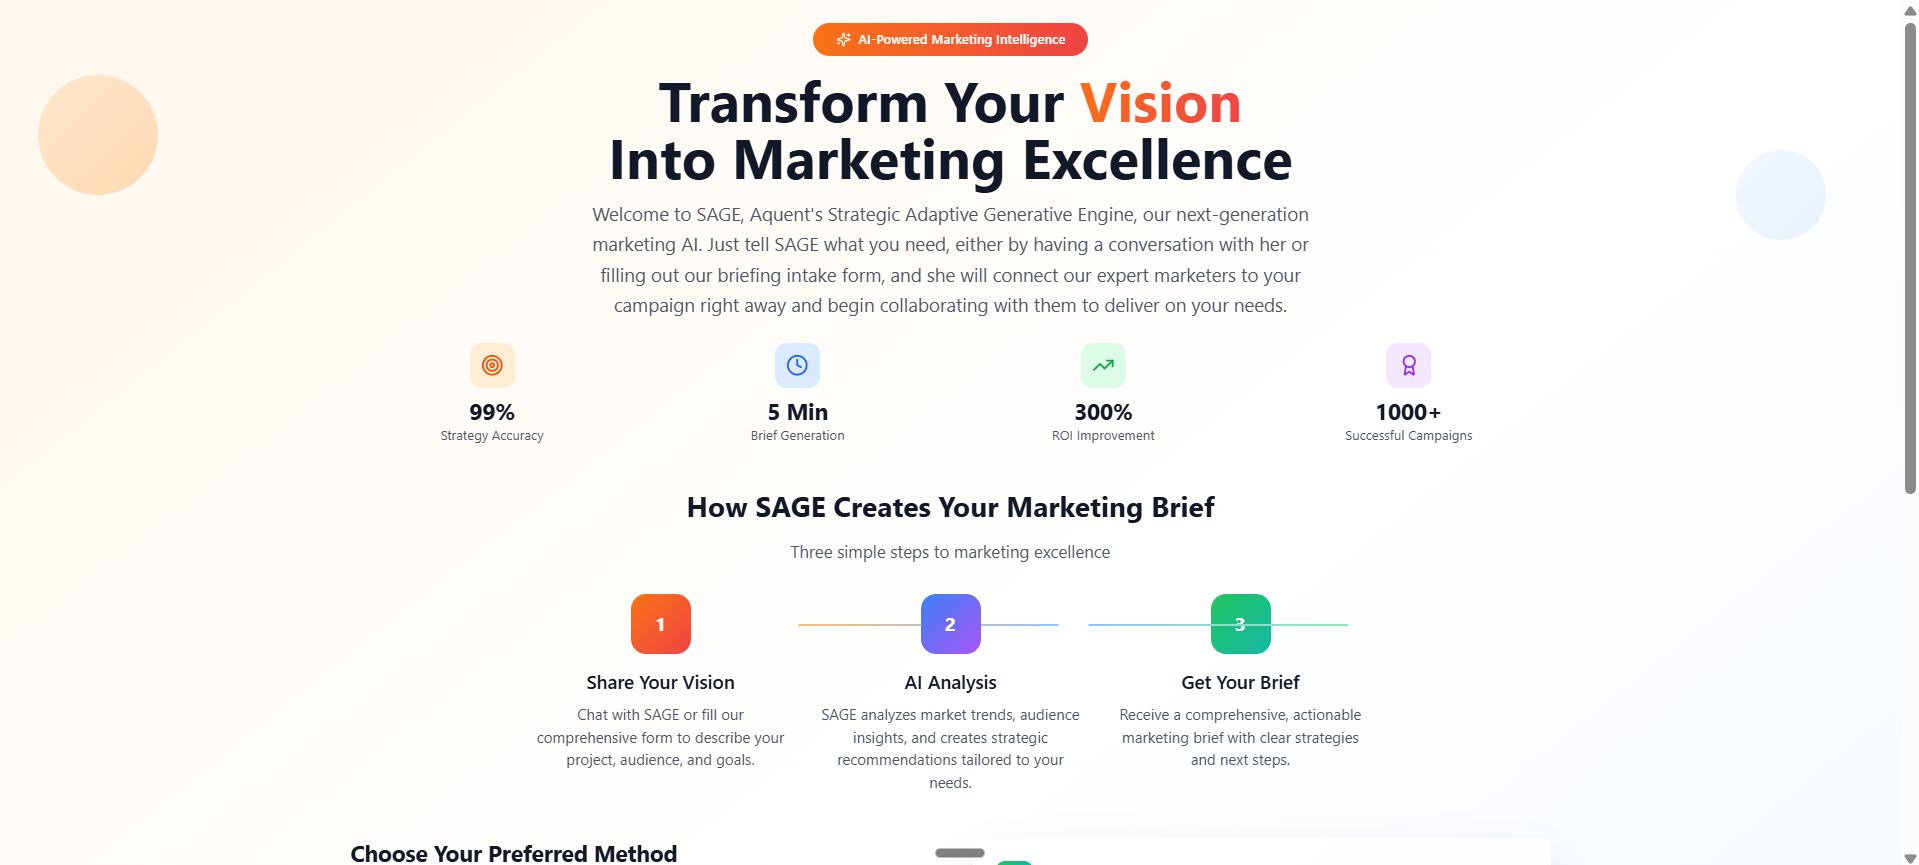 AI-Powered Marketing Intelligence
Transform Your Vision
Into Marketing Excellence
Welcome to SAGE, Aquent's Strategic Adaptive Generative Engine, our next-generation
marketing AI. Just tell SAGE what you need, either by having a conversation with her or
filling out our briefing intake form, and she will connect our expert marketers to your
campaign right away and begin collaborating with them to deliver on your needs.
99%
Strategy Accuracy
5 Min
Brief Generation
300%
ROI Improvement
1000+
Successful Campaigns
How SAGE Creates Your Marketing Brief
Three simple steps to marketing excellence
1
Share Your Vision
Chat with SAGE or fill our
comprehensive form to describe your
project, audience, and goals.
2
AI Analysis
SAGE analyzes market trends, audience
insights, and creates strategic
recommendations tailored to your
needs.
3
Get Your Brief
Receive a comprehensive, actionable
marketing brief with clear strategies
and next steps.
Choose Your Preferred Method